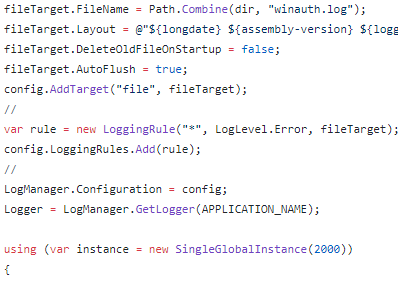 fileTarget.FileName = Path.Combine(dir, "winauth.log");
fileTarget.Layout = @"${longdate} ${assembly-version} ${logg
fileTarget.DeleteOldFileOnStartup = false;
fileTarget.AutoFlush = true;
config.AddTarget("file", fileTarget);
//
var rule = new LoggingRule("*", LogLevel.Error, fileTarget);
config.LoggingRules.Add(rule);
//
LogManager.Configuration = config;
Logger = LogManager.GetLogger(APPLICATION_NAME);
using (var instance = new SingleGlobalInstance(2000))
{